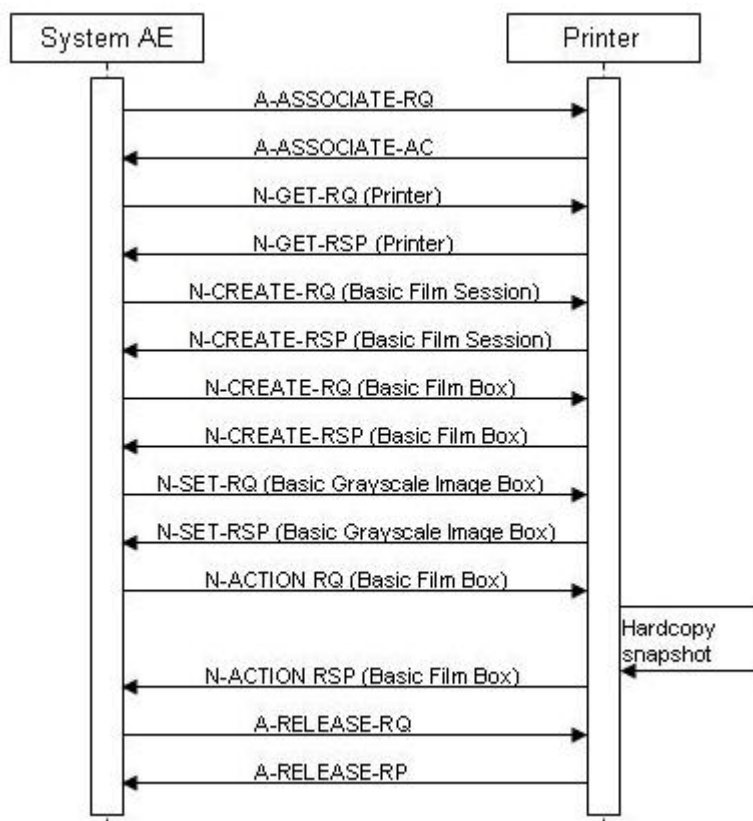 System AE
Printer
A-ASSOCIATE-RQ
A-ASSOCIATE-AC
N-GET-RQ (Printer)
N-GET-RSP (Printer)
N-CREATE-RQ (Basic Film Session)
N-CREATE-RSP (Basic Film Session)
N-CREATE-RQ (Basic Film Box)
N-CREATE-RSP (Basic Film Box)
N-SET-RQ (Basic Grayscale Image Box)
N-SET-RSP (Basic Grayscale Image Box)
N-ACTION RQ (Basic Film Box)
Hardcopy
snapshot
N-ACTION RSP (Basic Film Box)
A-RELEASE-RQ
A-RELEASE-RP